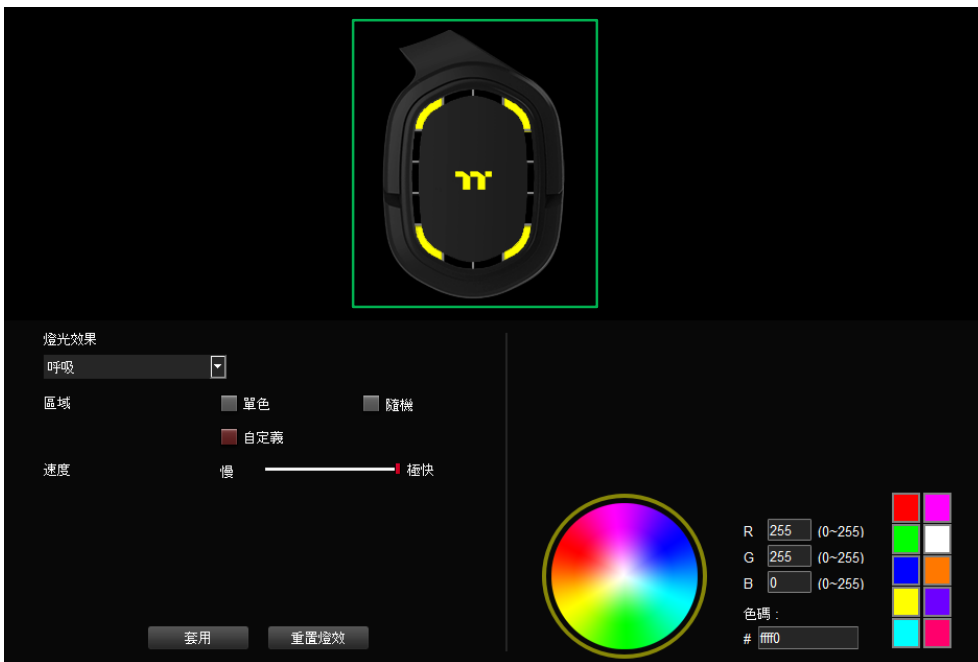 燈光效果
呼吸
區域 單色 隨機
自定義
速度 慢 極快
R 255 (0~255)
G 255 (0~255)
B 0 (0~255)
色碼 :
# ffff0
套用 重置燈效